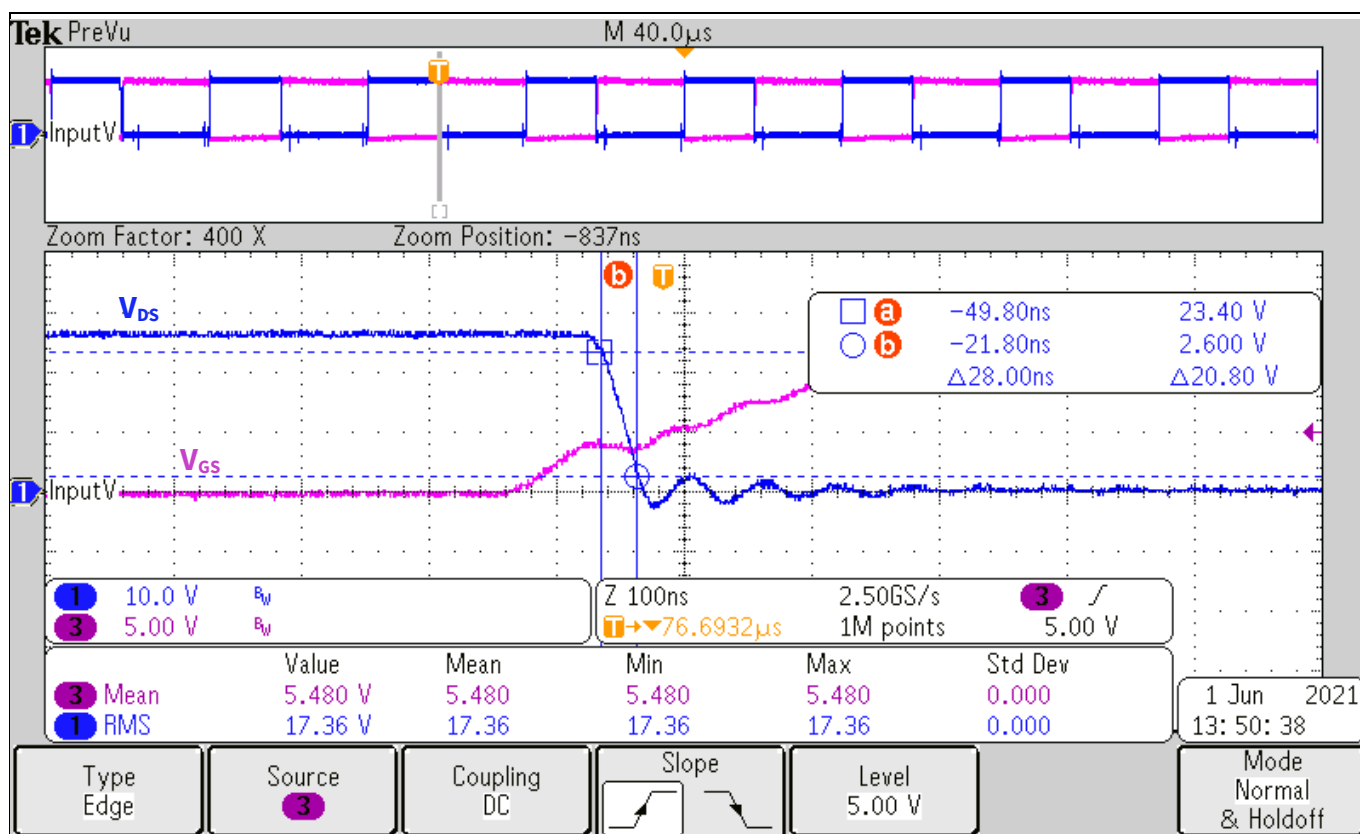 Tek PreVu M 40.0µs
T
1 InputV
Zoom Factor: 400 X Zoom Position: -837ns
b T
VDS
a -49.80ns 23.40 V
b -21.80ns 2.600 V
△28.00ns △20.80 V
VGS
1 InputV
1 10.0 V BW
3 5.00 V BW
Z 100ns 2.50GS/s 3
T→▼76.6932µs 1M points 5.00 V
Value Mean Min Max Std Dev
3 Mean 5.480 V 5.480 5.480 5.480 0.000
1 RMS 17.36 V 17.36 17.36 17.36 0.000
1 Jun 2021
13:50:38
Type
Edge
Source
3
Coupling
DC
Slope
Level
5.00 V
Mode
Normal
& Holdoff